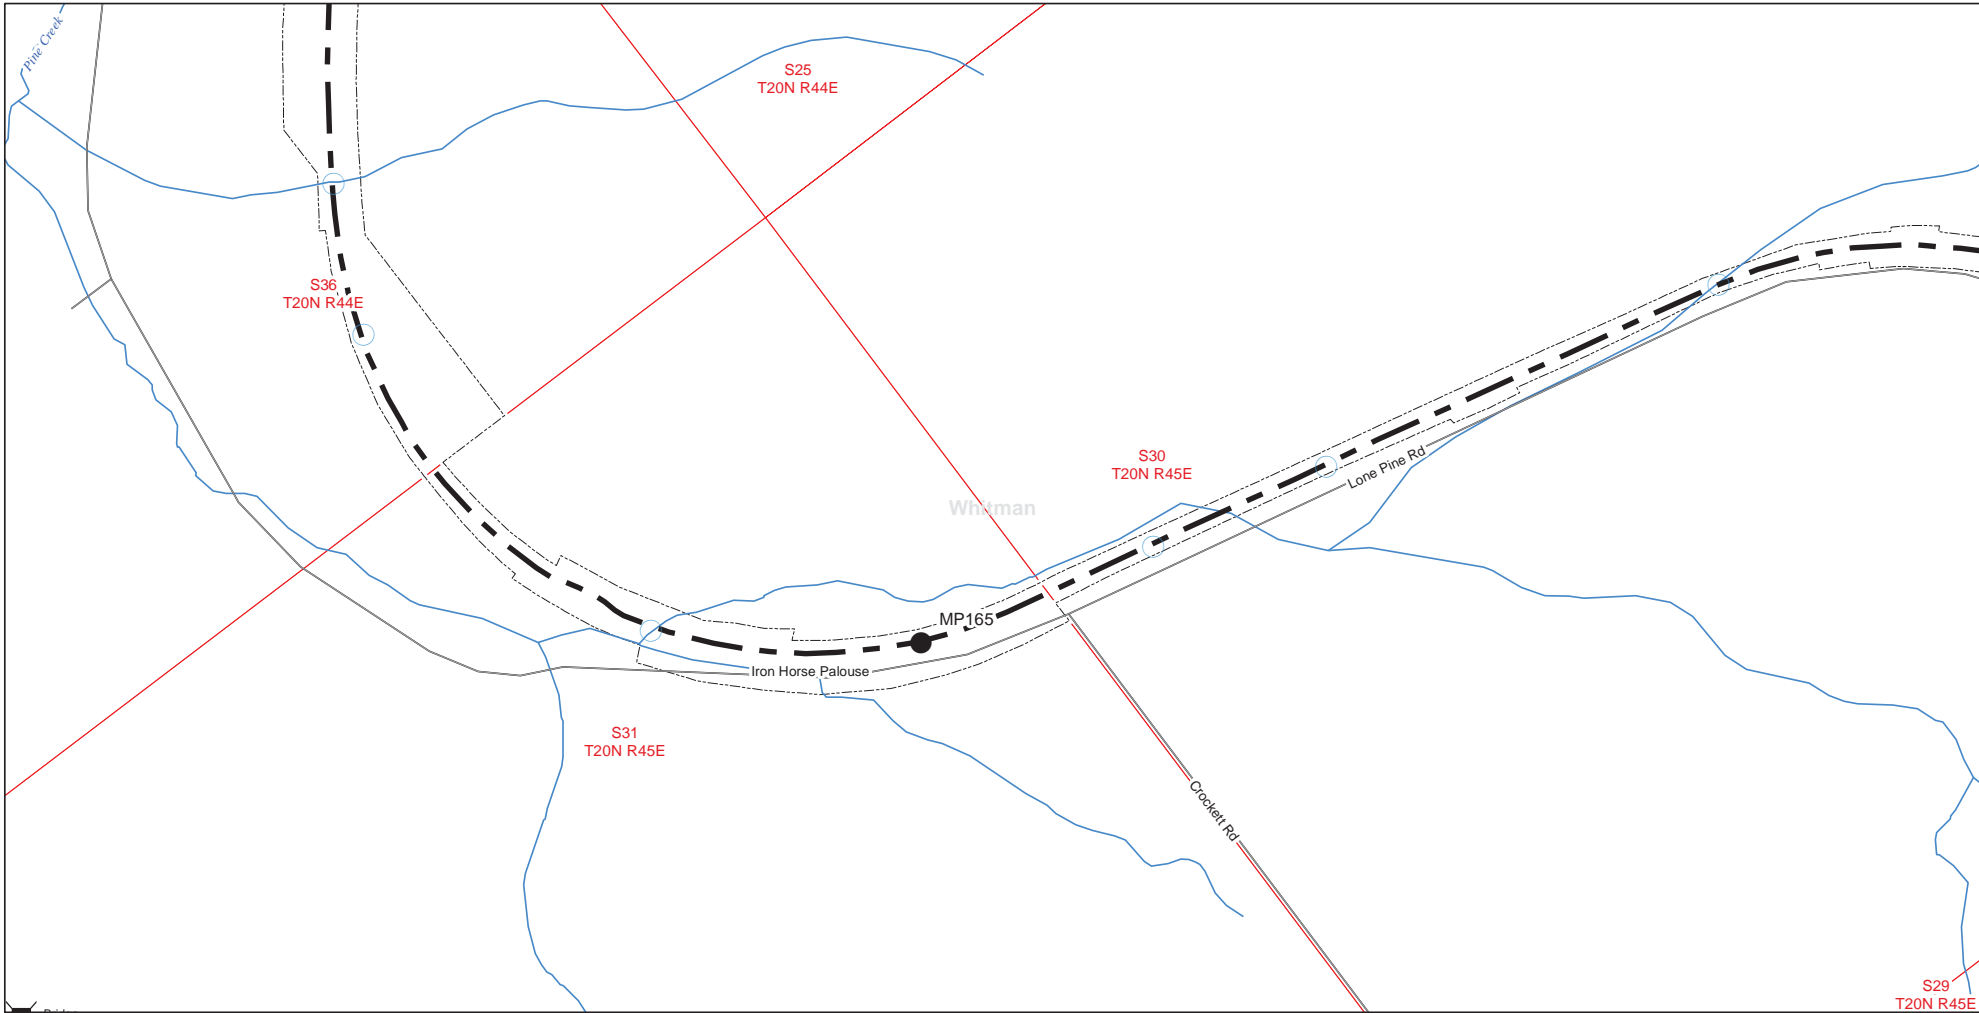 Pine Creek
S25
T20N R44E
S36
T20N R44E
S30
T20N R45E
Lone Pine Rd
Whitman
MP165
Iron Horse Palouse
S31
T20N R45E
Crockett Rd
S29
T20N R45E